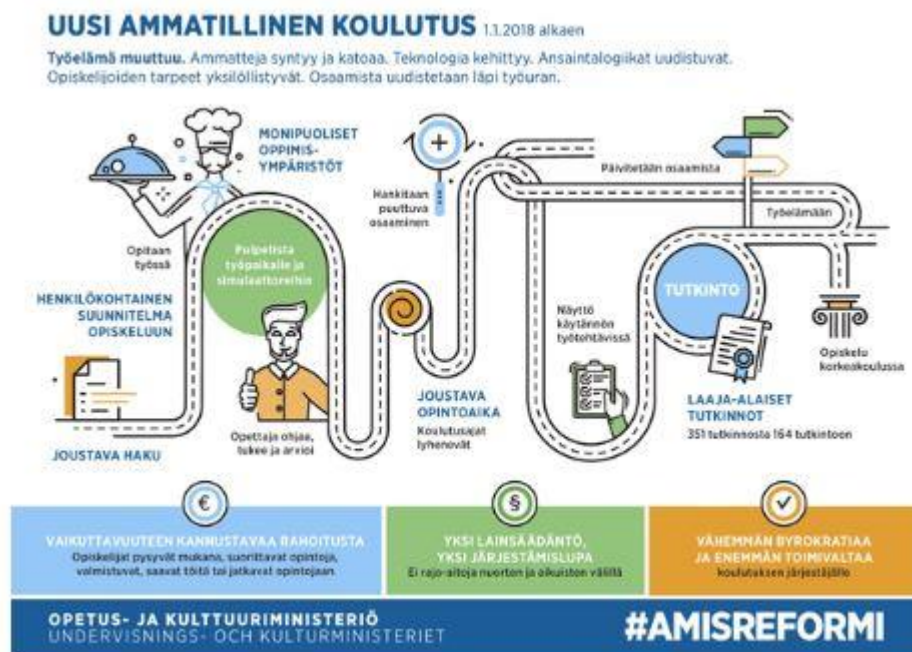 UUSI AMMATILLINEN KOULUTUS 1.1.2018 alkaen
Työelämä muuttuu. Ammatteja syntyy ja katoaa. Teknologia kehittyy. Ansaintalogiikat uudistuvat.
Opiskelijoiden tarpeet yksilöllistyvät. Osaamista uudistetaan läpi työuran.
MONIPUOLISET
OPPIMIS-
YMPÄRISTÖT
Opitaan
työssä
Pulpetista
työpaikalle ja
simulaattoreihin
HENKILÖKOHTAINEN
SUUNNITELMA
OPISKELUUN
JOUSTAVA HAKU
Opettaja ohjaa,
tukee ja arvioi
Hankitaan
puuttuva
osaaminen
JOUSTAVA
OPINTOAIKA
Koulutusajat
lyhenevät
Päivitetään osaamista
Työelämään
Näyttö
käytännön
työtehtävissä
TUTKINTO
Opiskelu
korkeakoulussa
LAAJA-ALAISET
TUTKINNOT
351 tutkinnosta 164 tutkintoon
€
VAIKUTTAVUUTEEN KANNUSTAVAA RAHOITUSTA
Opiskelijat pysyvät mukana, suorittavat opintoja,
valmistuvat, saavat töitä tai jatkavat opintojaan
§
YKSI LAINSÄÄDÄNTÖ,
YKSI JÄRJESTÄMISLUPA
Ei raja-aitoja nuorten ja aikuisten väliltä
VÄHEMMÄN BYROKRATIAA
JA ENEMMÄN TOIMIVALTAA
koulutuksen järjestäjälle
OPETUS- JA KULTTUURIMINISTERIÖ
UNDERVISNINGS- OCH KULTURMINISTERIET
#AMISREFORMI